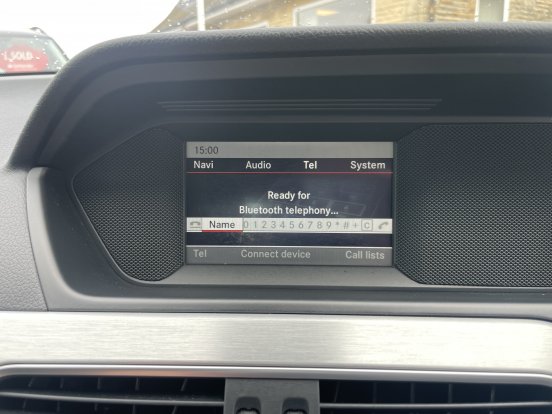 SOLD
15:00
Navi Audio Tel System
Ready for
Bluetooth telephony...
Name 0 1 2 3 4 5 6 7 8 9 * # + C
Tel Connect device Call lists